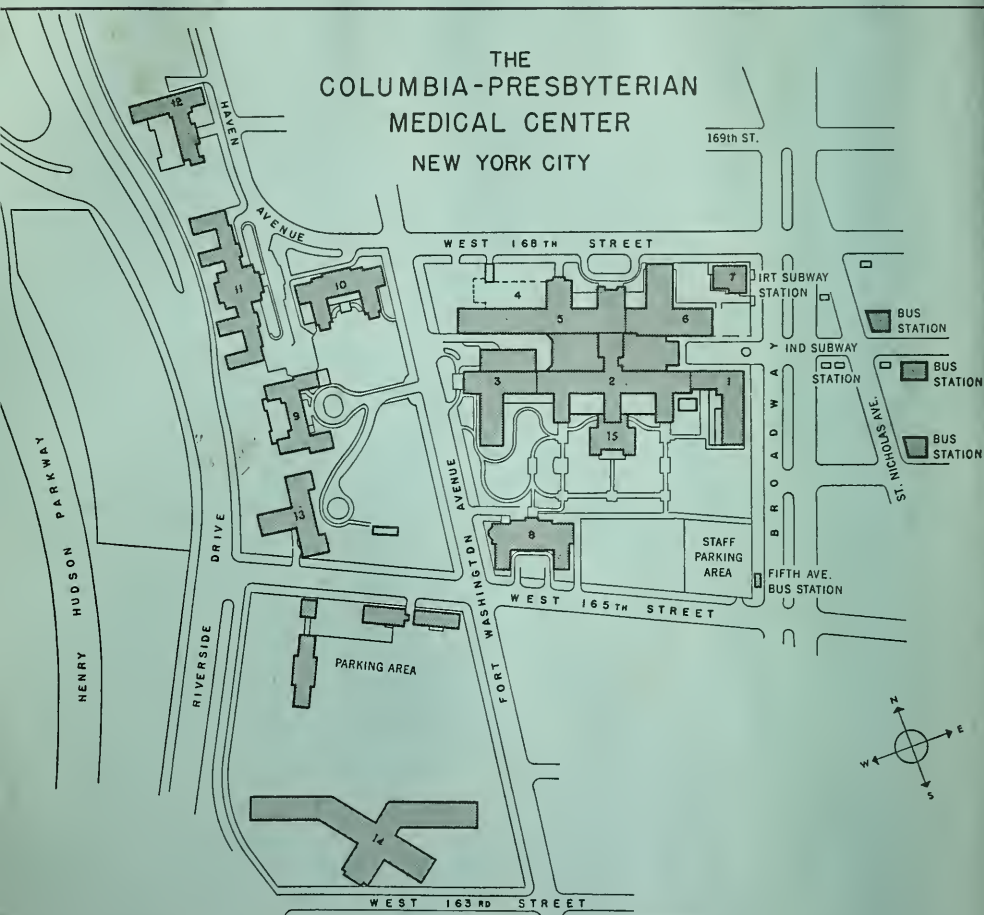 THE
COLUMBIA-PRESBYTERIAN
MEDICAL CENTER
NEW YORK CITY
169th ST.
12
HAVEN
AVENUE
WEST 168TH STREET
7
IRT SUBWAY
STATION
4
10
11
5
6
BUS
STATION
IND SUBWAY
STATION
BUS
STATION
3
2
1
9
15
BUS
STATION
ST. NICHOLAS AVE.
BROADWAY
HENRY HUDSON PARKWAY
RIVERSIDE DRIVE
FORT WASHINGTON AVENUE
13
8
STAFF
PARKING
AREA
FIFTH AVE.
BUS STATION
WEST 165TH STREET
PARKING AREA
N
E
W
S
14
WEST 163RD STREET